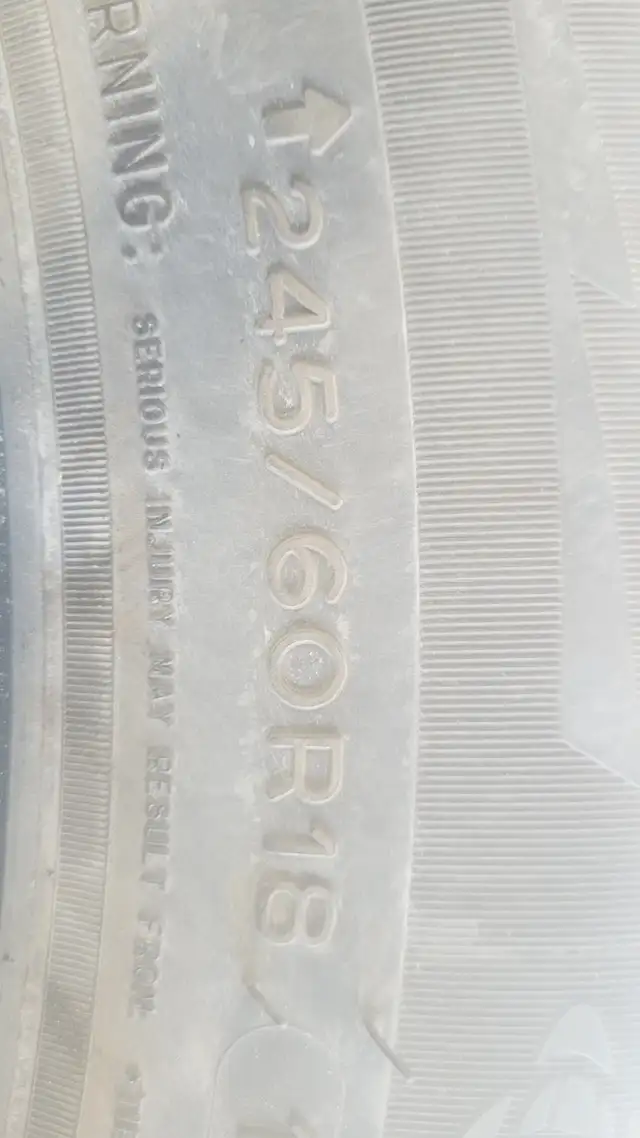 245/60R18
RNING: SERIOUS INJURY MAY RESULT FROM